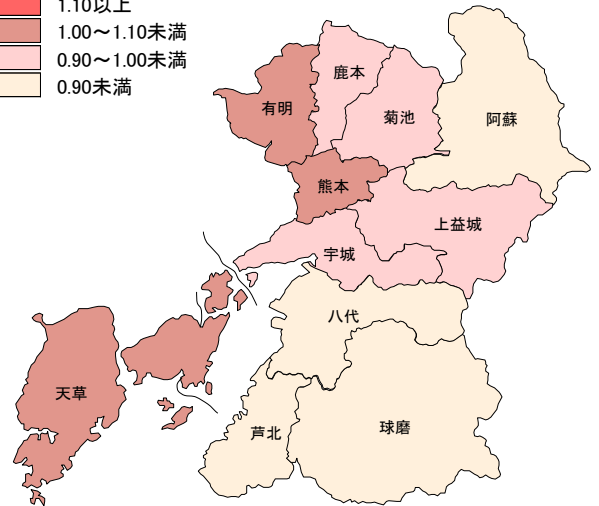 1.10以上
1.00～1.10未満
0.90～1.00未満
0.90未満
鹿本
有明
菊池
阿蘇
熊本
上益城
宇城
八代
天草
芦北
球磨